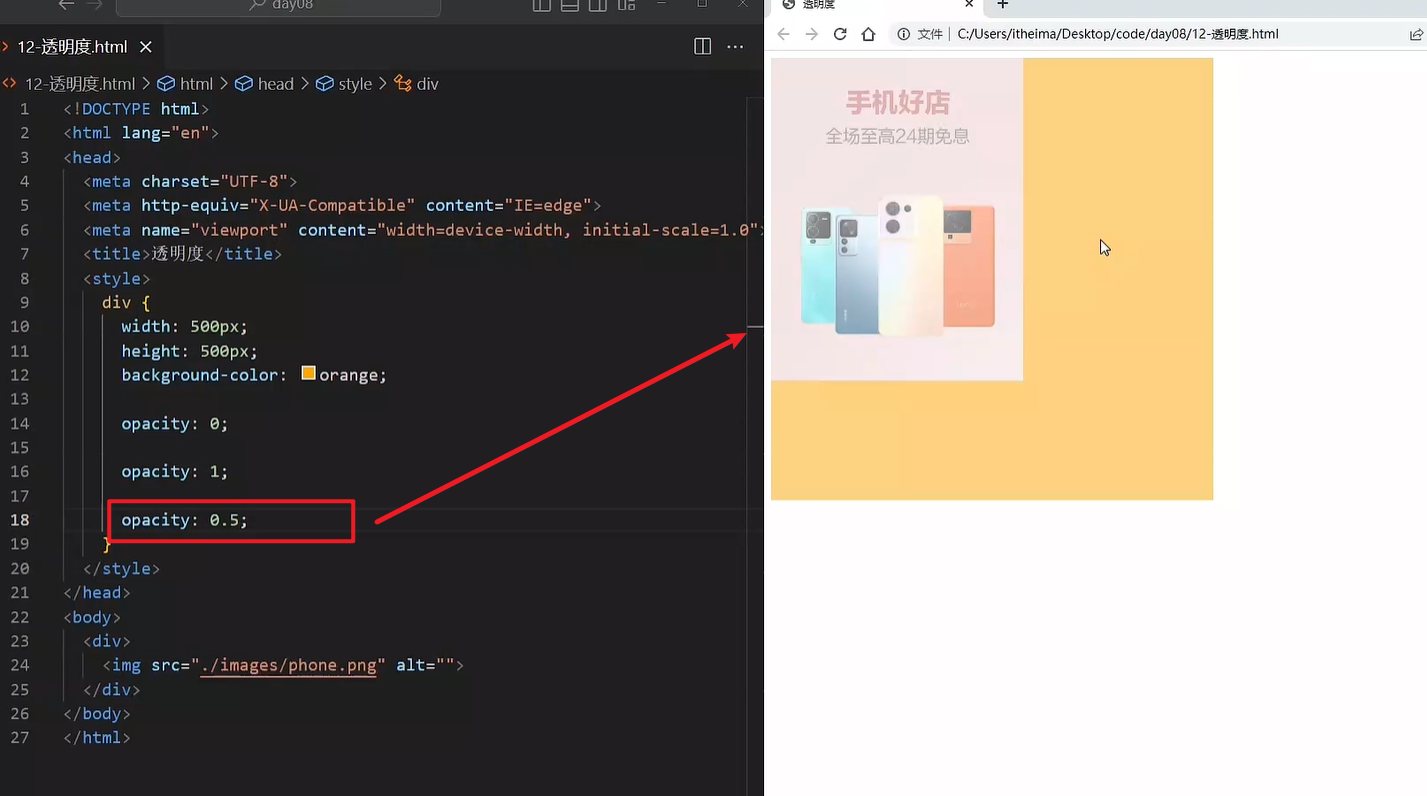 day08
12-透明度.html
12-透明度.html > html > head > style > div
1 <!DOCTYPE html>
2 <html lang="en">
3 <head>
4 <meta charset="UTF-8">
5 <meta http-equiv="X-UA-Compatible" content="IE=edge">
6 <meta name="viewport" content="width=device-width, initial-scale=1.0">
7 <title>透明度</title>
8 <style>
9 div {
10 width: 500px;
11 height: 500px;
12 background-color: orange;
13
14 opacity: 0;
15
16 opacity: 1;
17
18 opacity: 0.5;
19 }
20 </style>
21 </head>
22 <body>
23 <div>
24 <img src="./images/phone.png" alt="">
25 </div>
26 </body>
27 </html>
透明度
文件 C:/Users/itheima/Desktop/code/day08/12-透明度.html
手机好店
全场至高24期免息